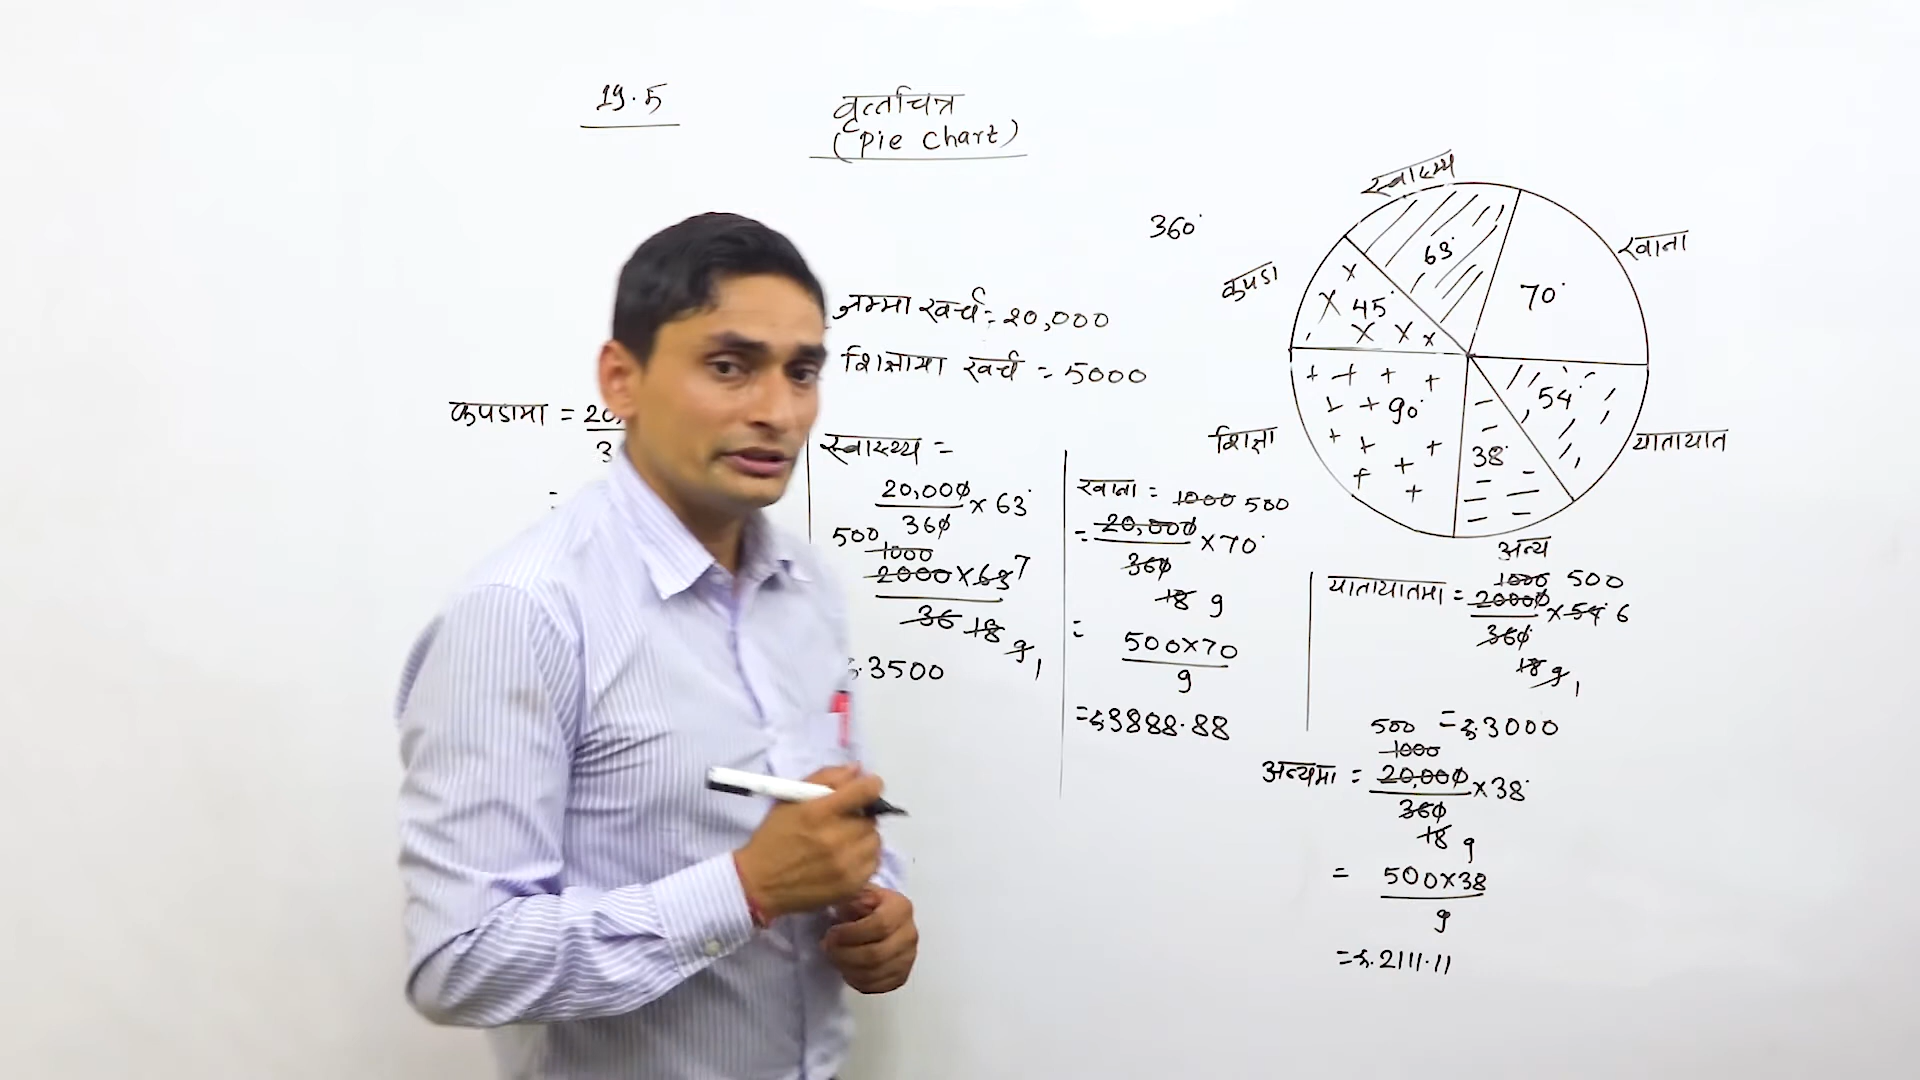 19.5
वृत्तचित्र
(Pie Chart)
360°
जम्मा खर्च = 20,000
शिक्षामा खर्च = 5000
स्वास्थ्य
63°
खाना
70°
कपडा
45°
शिक्षा
90°
यातायात
54°
अन्य
38°
कपडामा =
=
स्वास्थ्य =
20,000 × 63°
360
500
1000
2000 × 63 7
36 18 9 1
3500
खाना = 1000 500
= 20,000 × 70°
360
18 9
= 500×70
9
= रु.3888.88
1000 500
यातायातमा = 20000 × 54° 6
360
18 9 1
= रु.3000
500
1000
अन्यमा = 20,000 × 38°
360
18 9
= 500×38
9
= रु.2111.11